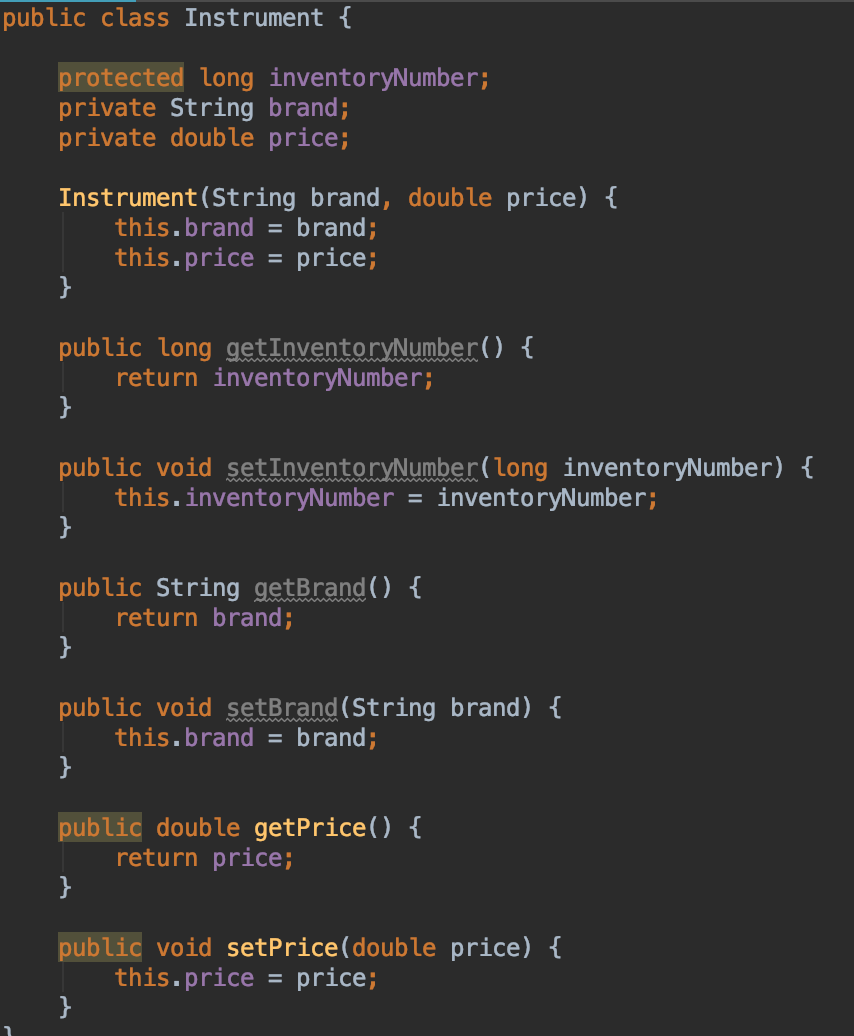 public class Instrument {
protected long inventoryNumber;
private String brand;
private double price;
Instrument(String brand, double price) {
this.brand = brand;
this.price = price;
}
public long getInventoryNumber() {
return inventoryNumber;
}
public void setInventoryNumber(long inventoryNumber) {
this.inventoryNumber = inventoryNumber;
}
public String getBrand() {
return brand;
}
public void setBrand(String brand) {
this.brand = brand;
}
public double getPrice() {
return price;
}
public void setPrice(double price) {
this.price = price;
}
}